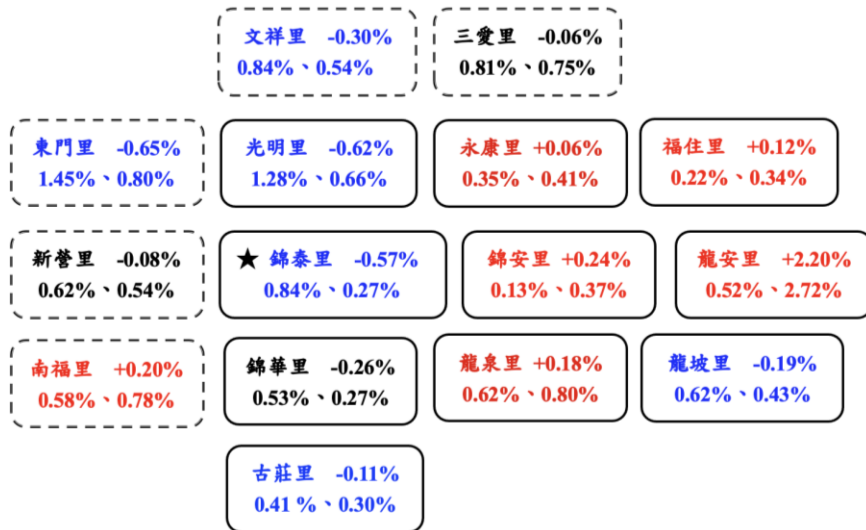 文祥里 -0.30%
0.84%、0.54%
三愛里 -0.06%
0.81%、0.75%
東門里 -0.65%
1.45%、0.80%
光明里 -0.62%
1.28%、0.66%
永康里 +0.06%
0.35%、0.41%
福住里 +0.12%
0.22%、0.34%
新營里 -0.08%
0.62%、0.54%
★ 錦泰里 -0.57%
0.84%、0.27%
錦安里 +0.24%
0.13%、0.37%
龍安里 +2.20%
0.52%、2.72%
南福里 +0.20%
0.58%、0.78%
錦華里 -0.26%
0.53%、0.27%
龍泉里 +0.18%
0.62%、0.80%
龍坡里 -0.19%
0.62%、0.43%
古莊里 -0.11%
0.41 %、0.30%